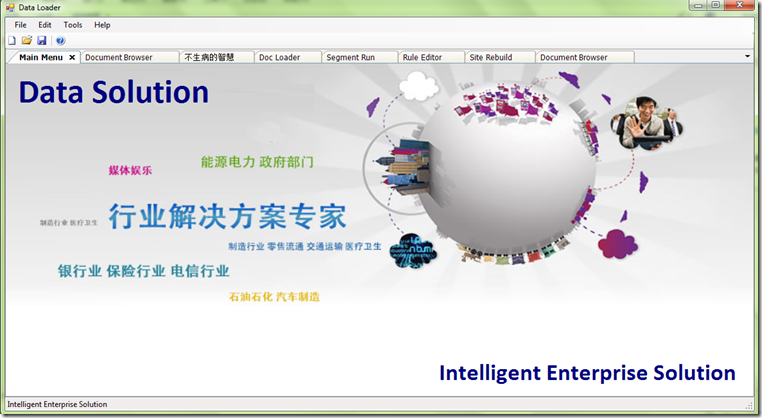 Data Loader
File Edit Tools Help
Main Menu Document Browser 不生病的智慧 Doc Loader Segment Run Rule Editor Site Rebuild Document Browser
Data Solution
能源电力 政府部门
媒体娱乐
行业解决方案专家
制造行业 医疗卫生
制造行业 零售流通 交通运输 医疗卫生
银行业 保险行业 电信行业
石油石化 汽车制造
Intelligent Enterprise Solution
Intelligent Enterprise Solution